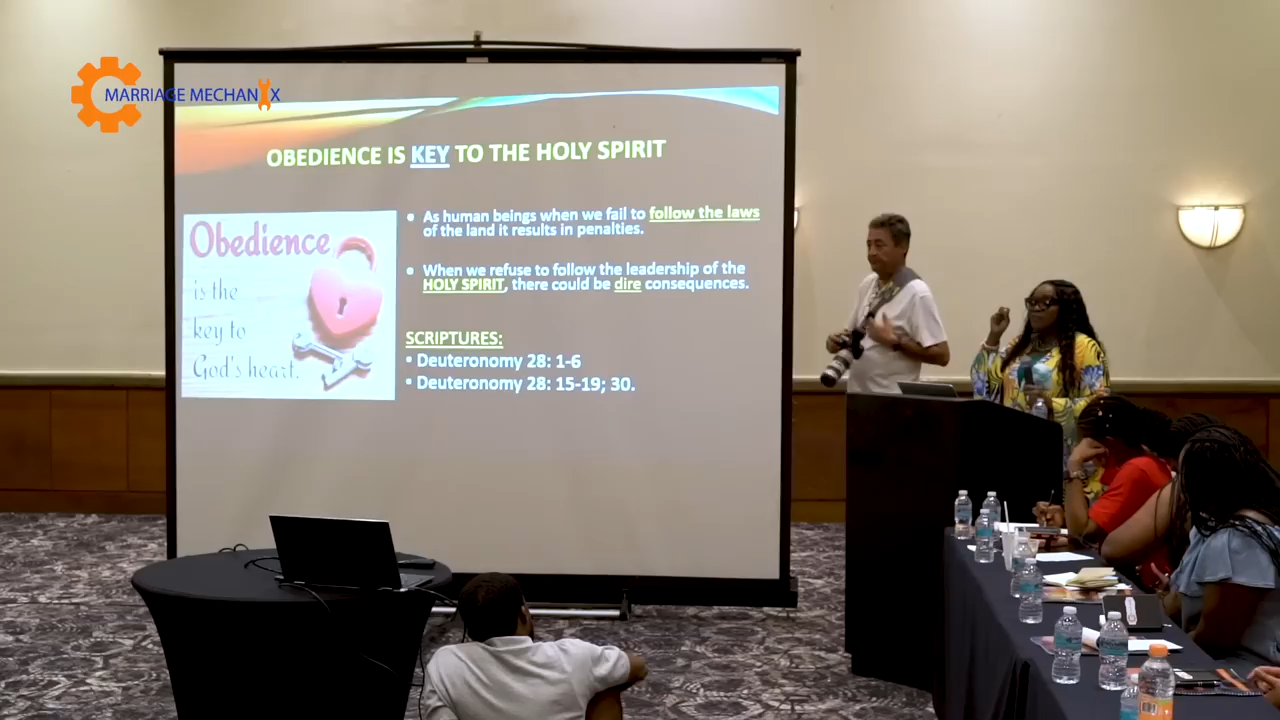 MARRIAGE MECHANIX
OBEDIENCE IS KEY TO THE HOLY SPIRIT
Obedience
is the
key to
God's heart.
• As human beings when we fail to follow the laws
of the land it results in penalties.
• When we refuse to follow the leadership of the
HOLY SPIRIT, there could be dire consequences.
SCRIPTURES:
• Deuteronomy 28: 1-6
• Deuteronomy 28: 15-19; 30.